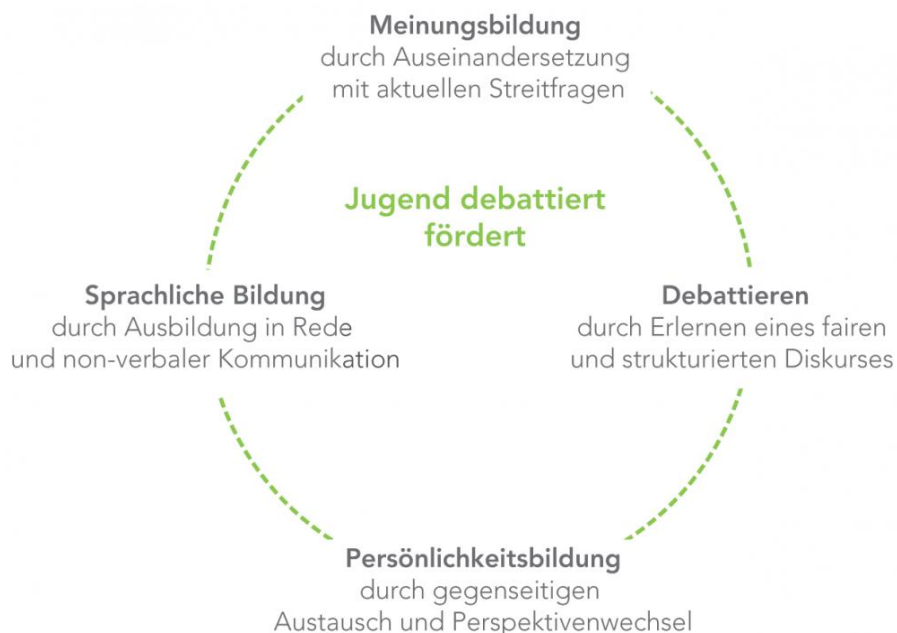 Meinungsbildung
durch Auseinandersetzung
mit aktuellen Streitfragen
Jugend debattiert
fördert
Sprachliche Bildung
durch Ausbildung in Rede
und non-verbaler Kommunikation
Debattieren
durch Erlernen eines fairen
und strukturierten Diskurses
Persönlichkeitsbildung
durch gegenseitigen
Austausch und Perspektivenwechsel